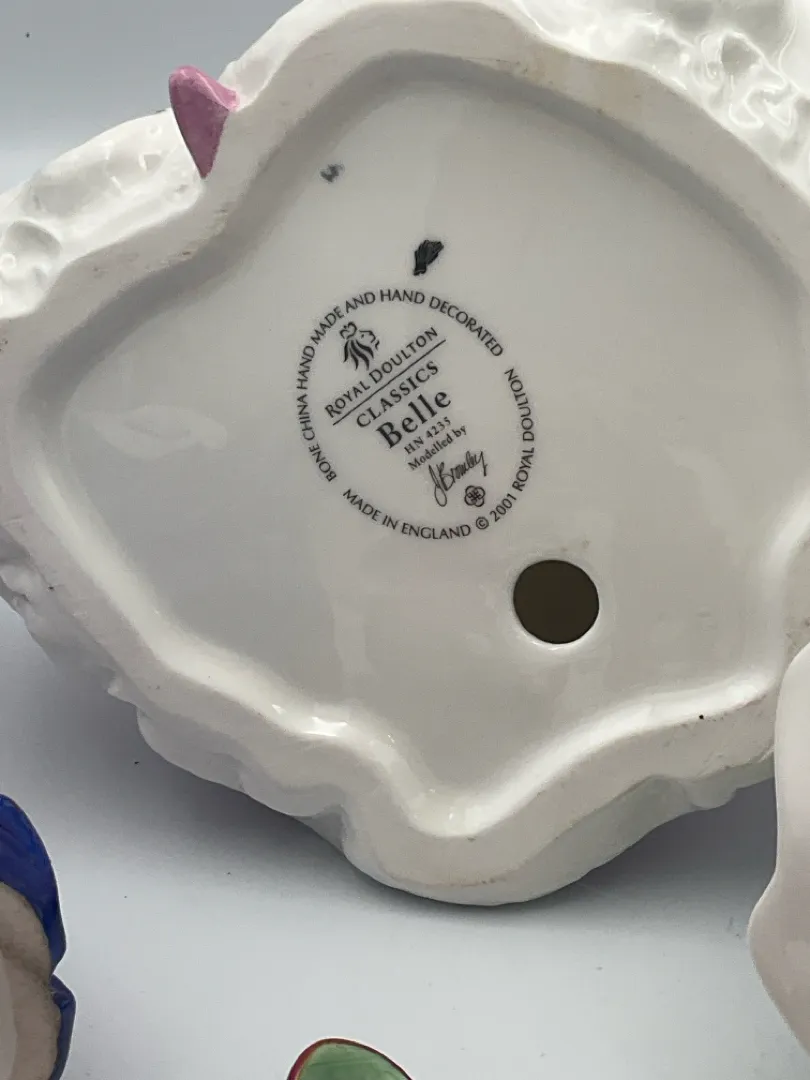 BONE CHINA HAND MADE AND HAND DECORATED
ROYAL DOULTON
CLASSICS
Belle
HN 4235
Modelled by
JBromley
MADE IN ENGLAND © 2001 ROYAL DOULTON